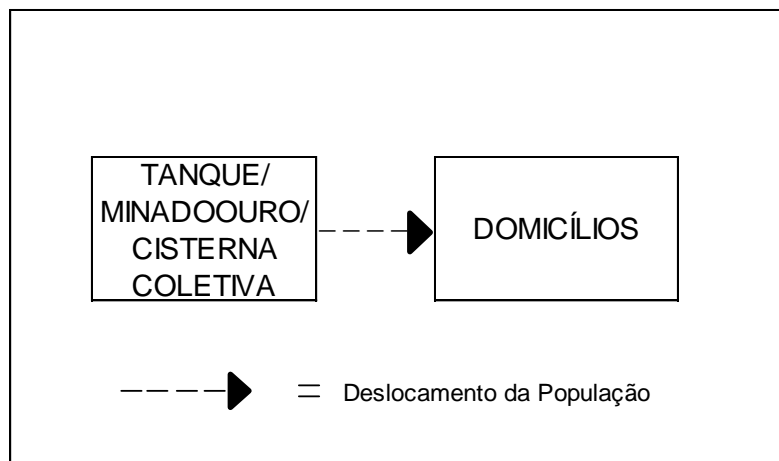 TANQUE/
MINADOOURO/
CISTERNA
COLETIVA
DOMICÍLIOS
= Deslocamento da População